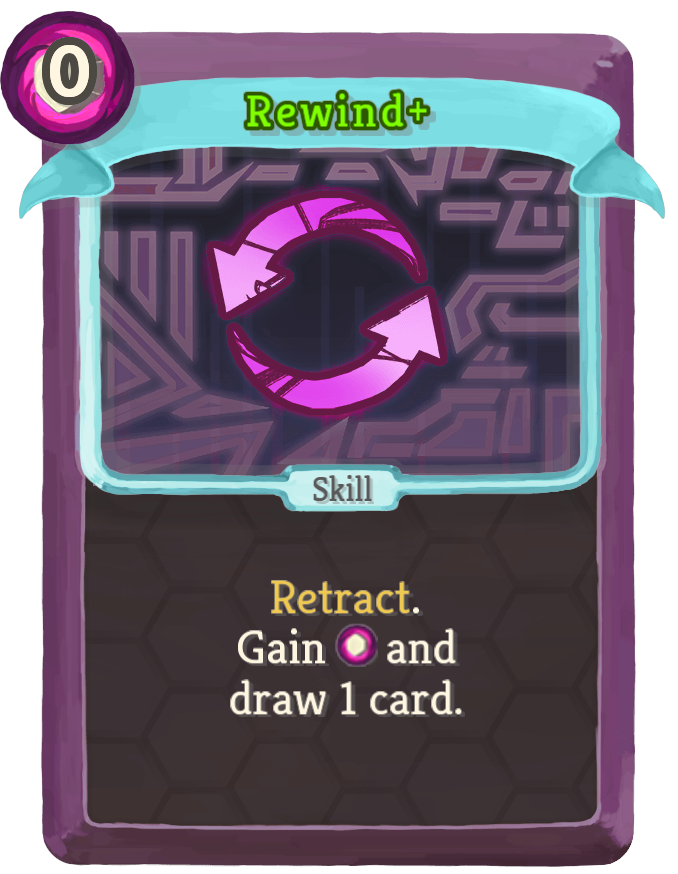 0
Rewind+
Skill
Retract.
Gain and
draw 1 card.